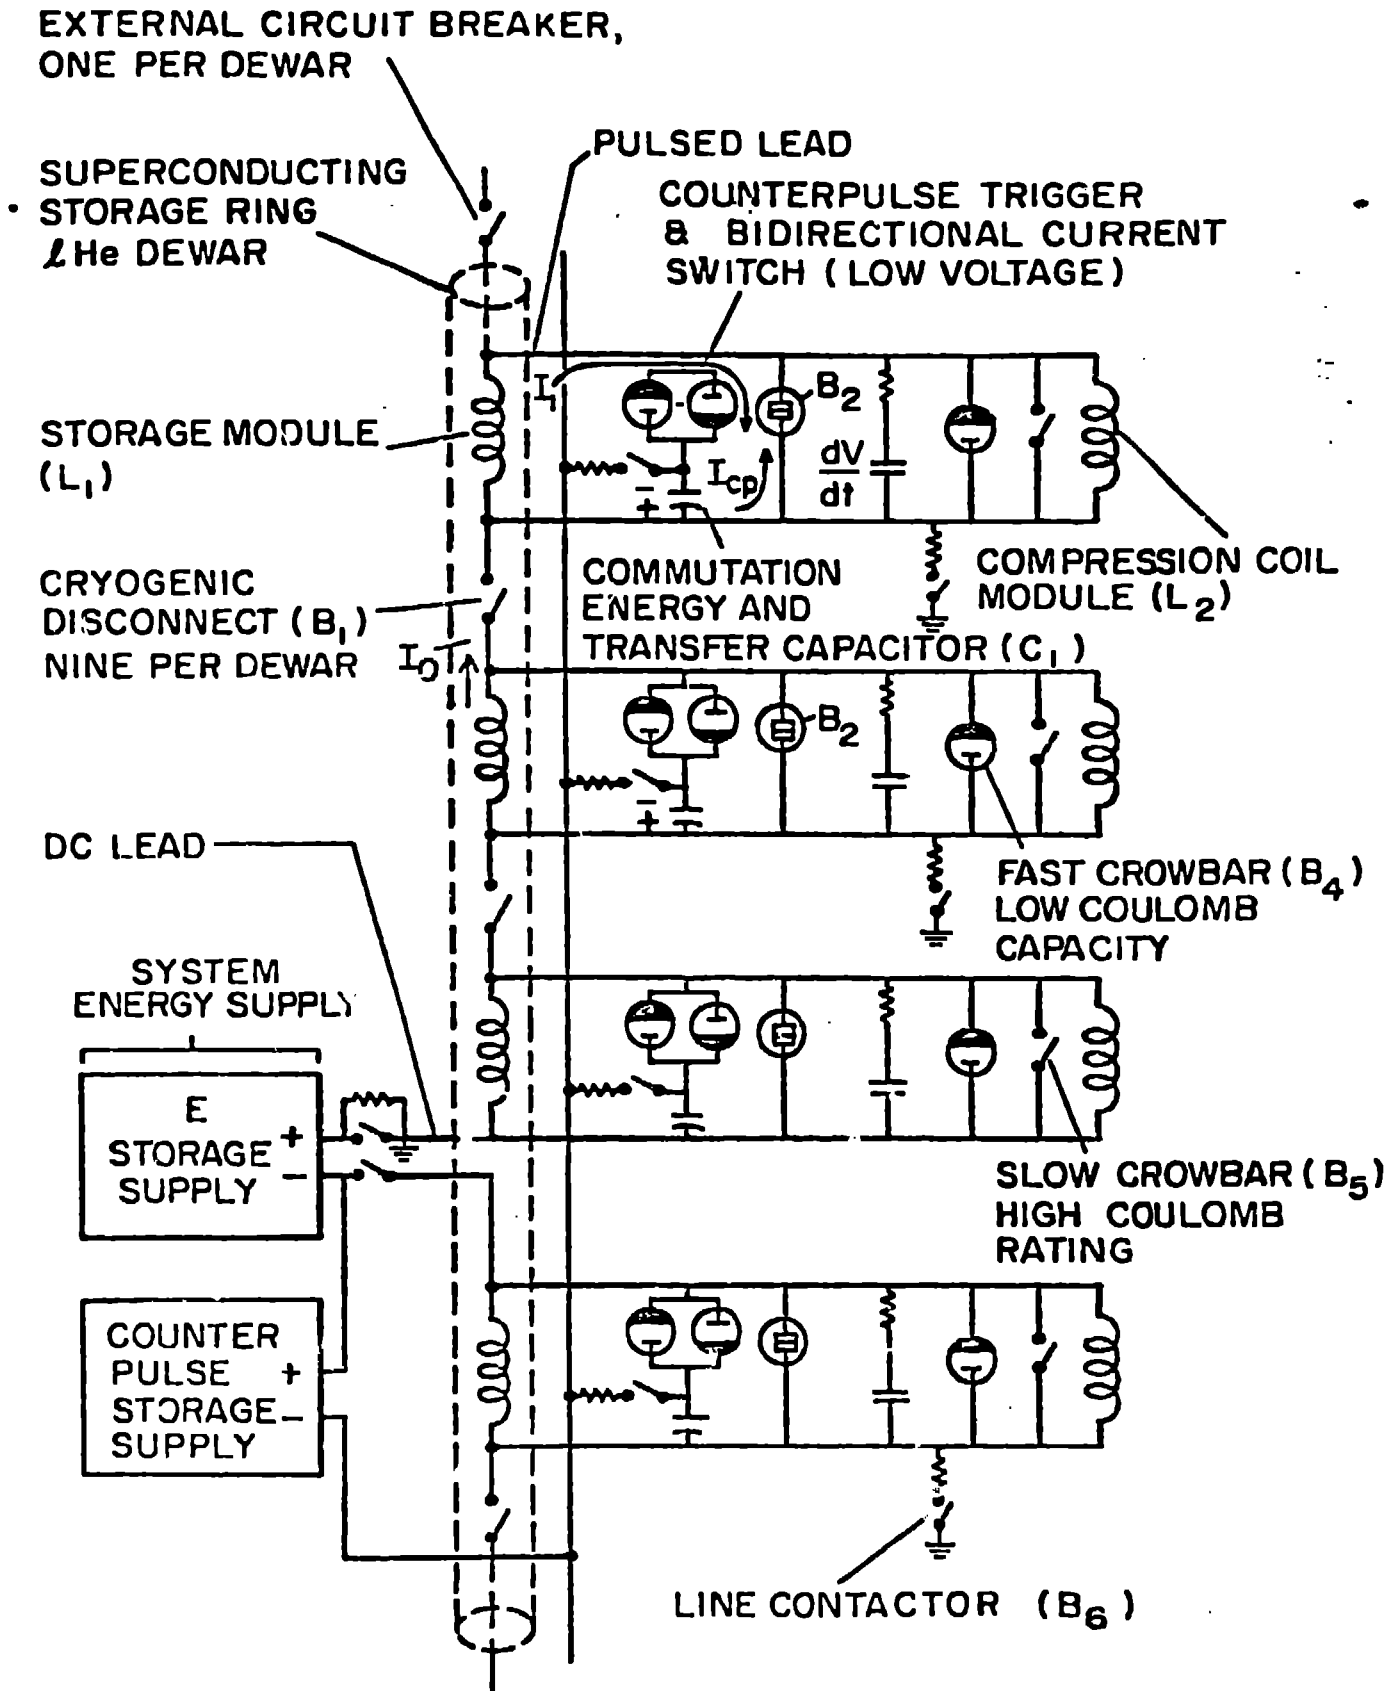 EXTERNAL CIRCUIT BREAKER,
ONE PER DEWAR
PULSED LEAD
SUPERCONDUCTING
STORAGE RING
ℓHe DEWAR
COUNTERPULSE TRIGGER
& BIDIRECTIONAL CURRENT
SWITCH (LOW VOLTAGE)
I₁
B₂
STORAGE MODULE
(L₁)
I_cp
dV
dt
−
+
COMMUTATION
ENERGY AND
TRANSFER CAPACITOR (C₁)
COMPRESSION COIL
MODULE (L₂)
CRYOGENIC
DISCONNECT (B₁)
NINE PER DEWAR
I₀
B₂
−
+
DC LEAD
FAST CROWBAR (B₄)
LOW COULOMB
CAPACITY
SYSTEM
ENERGY SUPPLY
E
STORAGE
SUPPLY
+
−
SLOW CROWBAR (B₅)
HIGH COULOMB
RATING
COUNTER
PULSE +
STORAGE −
SUPPLY
LINE CONTACTOR (B₆)